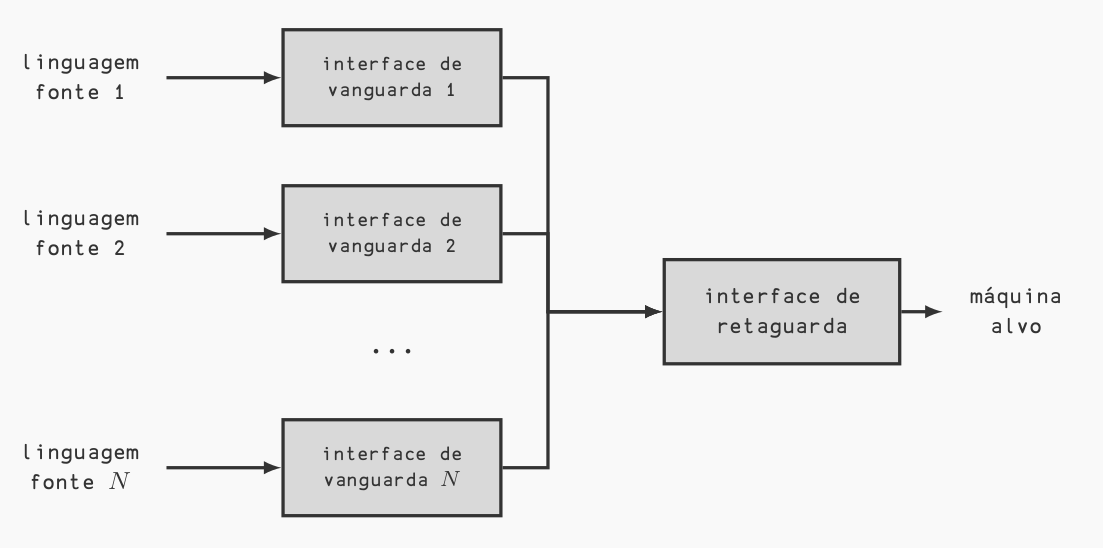 linguagem
fonte 1
interface de
vanguarda 1
linguagem
fonte 2
interface de
vanguarda 2
interface de
retaguarda
máquina
alvo
...
linguagem
fonte N
interface de
vanguarda N